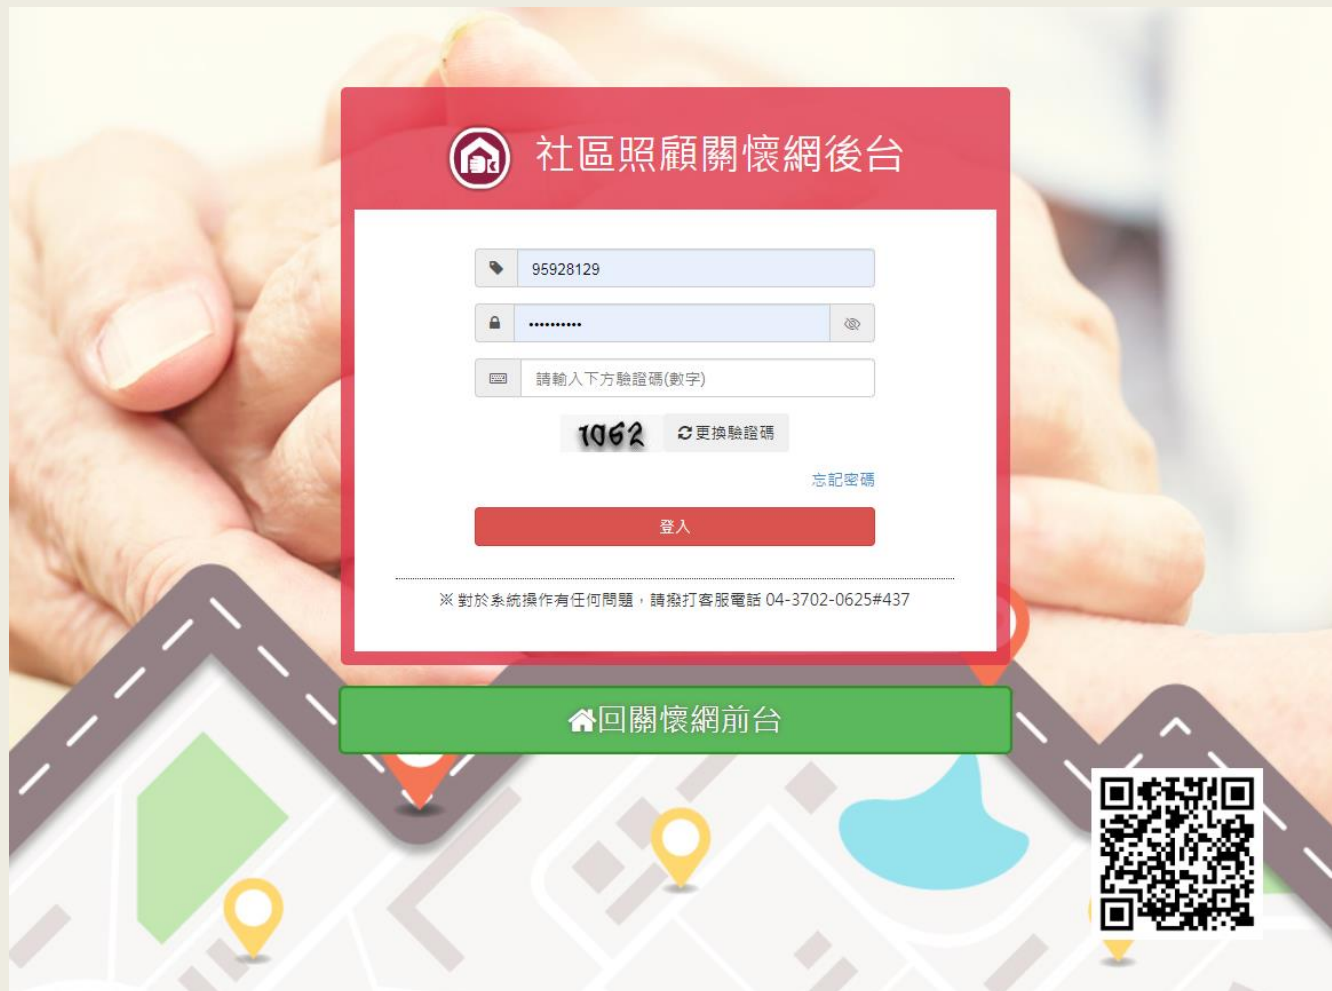 社區照顧關懷網後台
95928129
••••••••••
請輸入下方驗證碼(數字)
1062 更換驗證碼
忘記密碼
登入
※ 對於系統操作有任何問題，請撥打客服電話 04-3702-0625#437
回關懷網前台